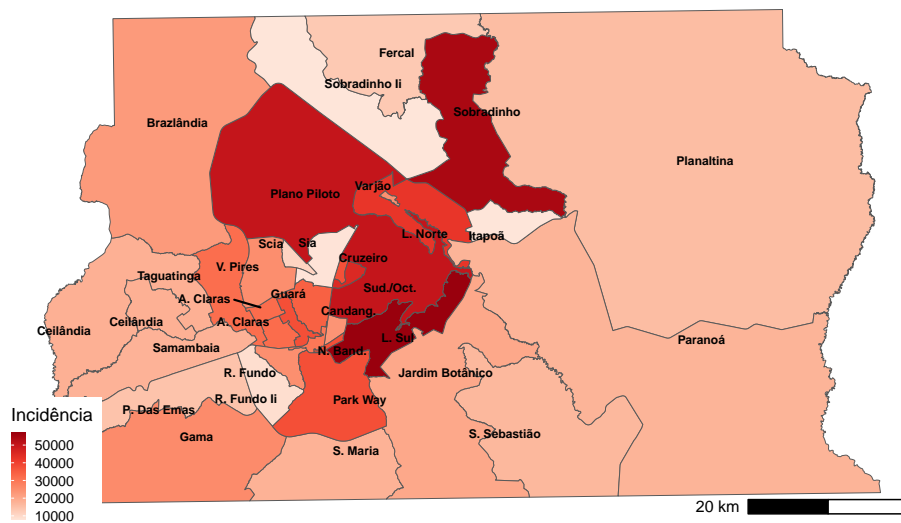 Fercal
Sobradinho Ii
Sobradinho
Brazlândia
Planaltina
Plano Piloto
Varjão
L. Norte
Itapoã
Scia
Sia
Cruzeiro
V. Pires
Taguatinga
Guará
Sud./Oct.
A. Claras
Candang.
Ceilândia
Ceilândia
A. Claras
L. Sul
Paranoá
Samambaia
N. Band.
R. Fundo
Jardim Botânico
R. Fundo Ii
Park Way
P. Das Emas
Gama
S. Sebastião
S. Maria
Incidência
50000
40000
30000
20000
10000
20 km